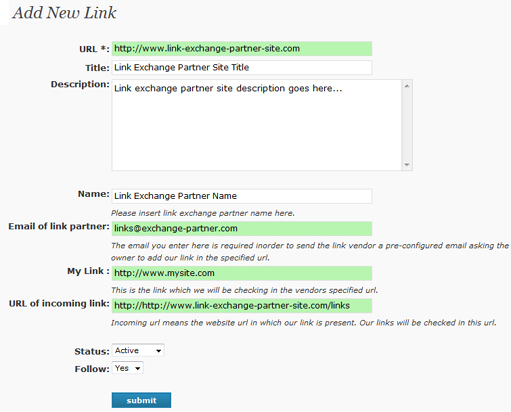 Add New Link
URL *: http://www.link-exchange-partner-site.com
Title: Link Exchange Partner Site Title
Description: Link exchange partner site description goes here...
Name: Link Exchange Partner Name
Please insert link exchange partner name here.
Email of link partner: links@exchange-partner.com
The email you enter here is required inorder to send the link vendor a pre-configured email asking the
owner to add our link in the specified url.
My Link : http://www.mysite.com
This is the link which we will be checking in the vendors specified url.
URL of incoming link: http://http://www.link-exchange-partner-site.com/links
Incoming url means the website url in which our link is present. Our links will be checked in this url.
Status: Active
Follow: Yes
submit